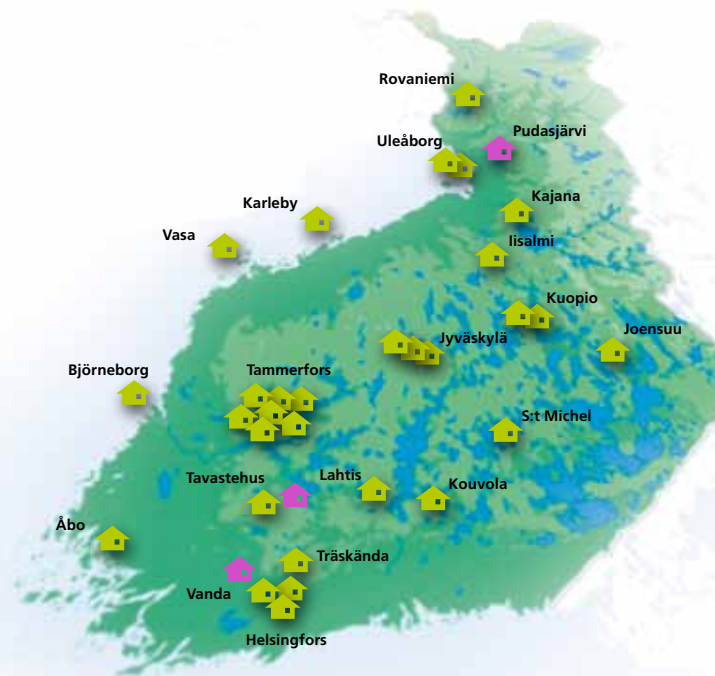 Rovaniemi
Pudasjärvi
Uleåborg
Kajana
Karleby
Vasa
Iisalmi
Kuopio
Joensuu
Jyväskylä
Björneborg
Tammerfors
S:t Michel
Tavastehus
Lahtis
Kouvola
Åbo
Träskända
Vanda
Helsingfors